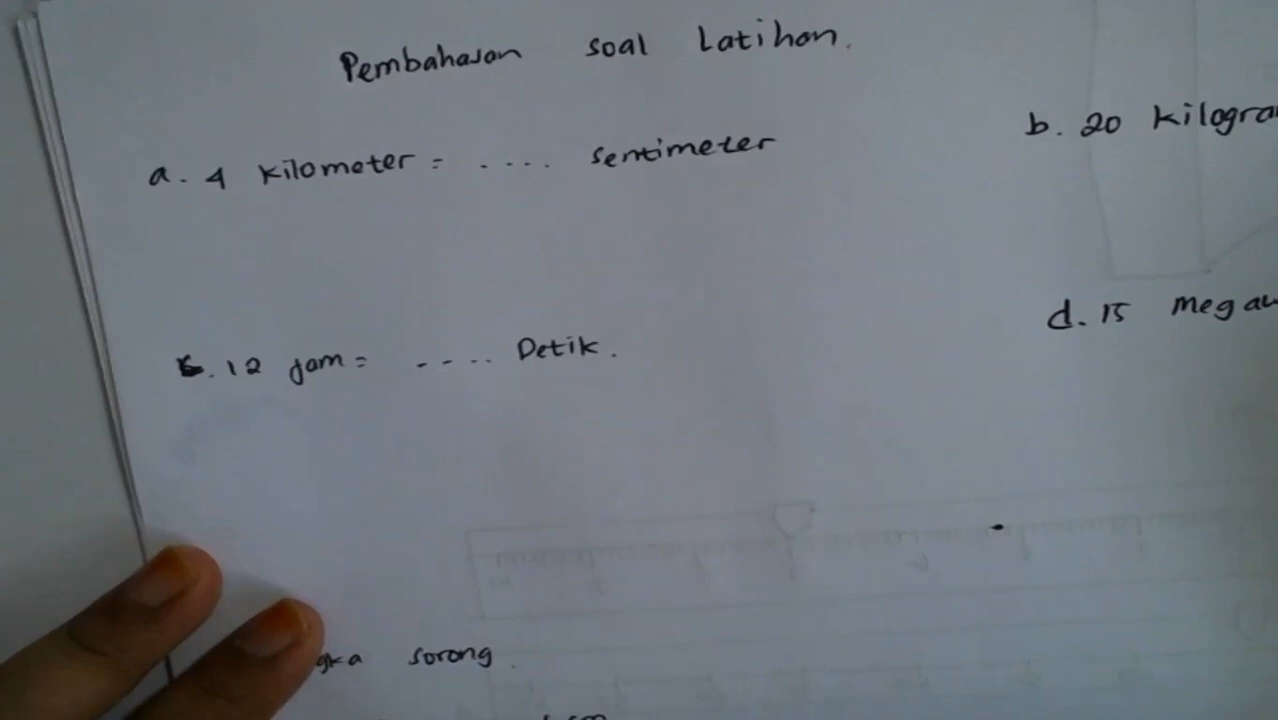 Pembahasan soal Latihan.
a. 4 kilometer = .... sentimeter
b. 20 kilogra
c. 12 jam = .... Detik.
d. 15 mega
gka sorong.